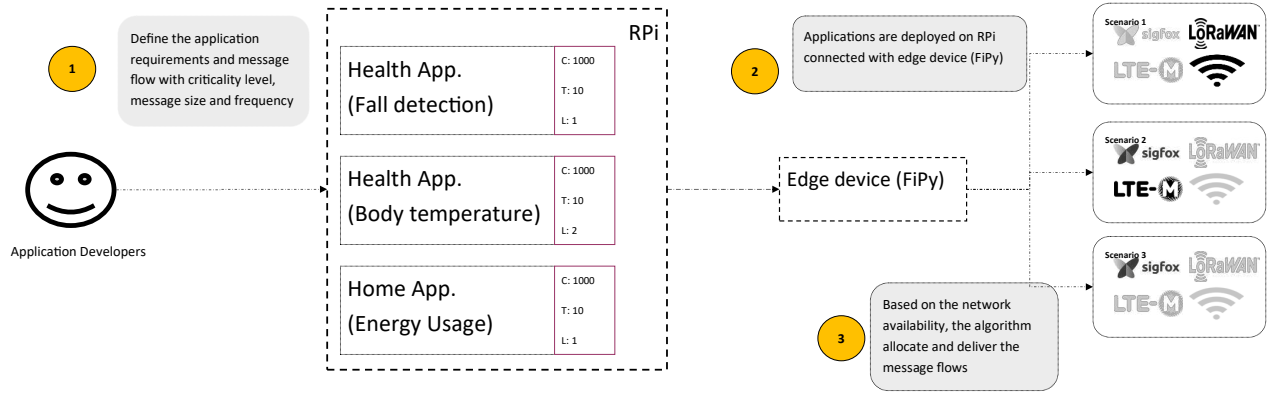 1
Define the application
requirements and message
flow with criticality level,
message size and frequency
Application Developers
RPi
Health App.
(Fall detection)
C: 1000
T: 10
L: 1
Health App.
(Body temperature)
C: 1000
T: 10
L: 2
Home App.
(Energy Usage)
C: 1000
T: 10
L: 1
2
Applications are deployed on RPi
connected with edge device (FiPy)
Edge device (FiPy)
3
Based on the network
availability, the algorithm
allocate and deliver the
message flows
Scenario 1
sigfox LoRaWAN
LTE-M
Scenario 2
sigfox LoRaWAN
LTE-M
Scenario 3
sigfox LoRaWAN
LTE-M